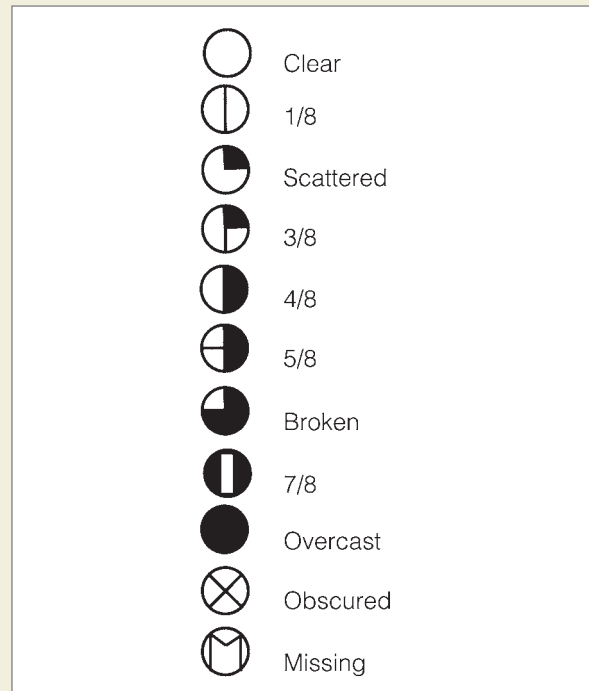 Clear
1/8
Scattered
3/8
4/8
5/8
Broken
7/8
Overcast
Obscured
Missing